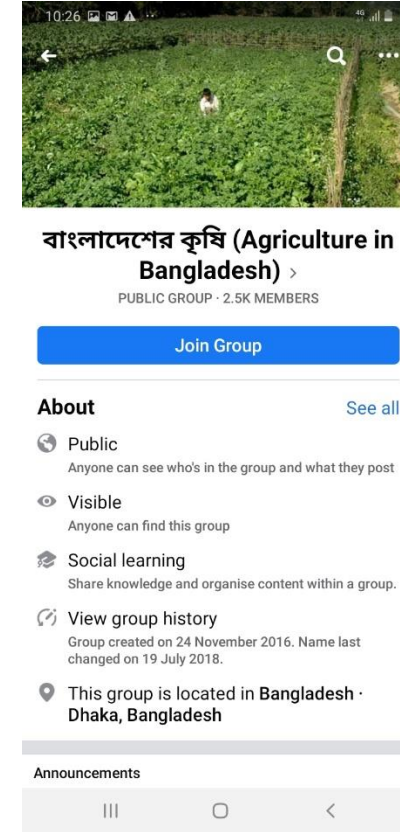 10:26
4G
বাংলাদেশের কৃষি (Agriculture in
Bangladesh) >
PUBLIC GROUP · 2.5K MEMBERS
Join Group
About
See all
Public
Anyone can see who's in the group and what they post
Visible
Anyone can find this group
Social learning
Share knowledge and organise content within a group.
View group history
Group created on 24 November 2016. Name last
changed on 19 July 2018.
This group is located in Bangladesh ·
Dhaka, Bangladesh
Announcements